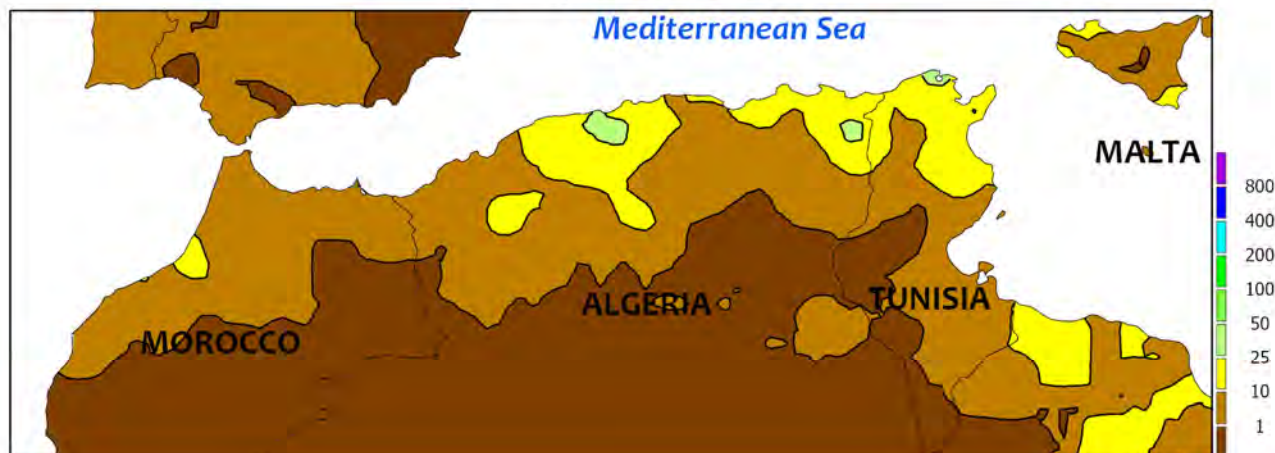 Mediterranean Sea
MALTA
800
400
200
ALGERIA
TUNISIA
100
MOROCCO
50
25
10
1